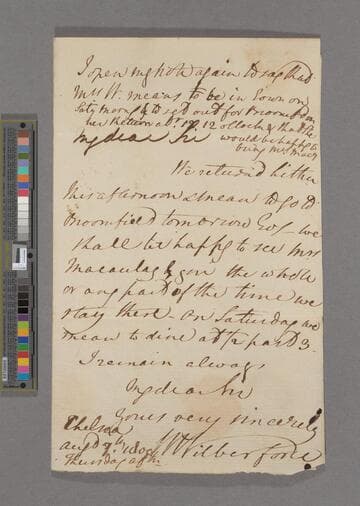 I open my note again to say that
Mrs W. means to be in Town on
Saty Morng & to set out for Broomfd on
her Return abt 12 o'Clock & that she
would be happy to
bring Mrs Macy
My dear Sir
We returnd hither
this afternoon & mean to go to
Broomfield tomorrow Eveg we
shall be happy to see Mrs
Macaulay & you the whole
or any part of the time we
stay there. On Saturday we
mean to dine at ½ past 3.
I remain always
My dear Sir
Yours very sincerely
W Wilberforce
Chelsea
Augt
Thursday aftn.